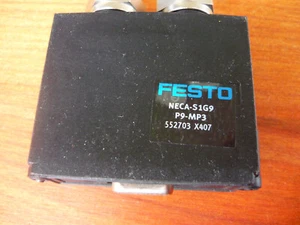 FESTO
NECA-S1G9
P9-MP3
552703 X407